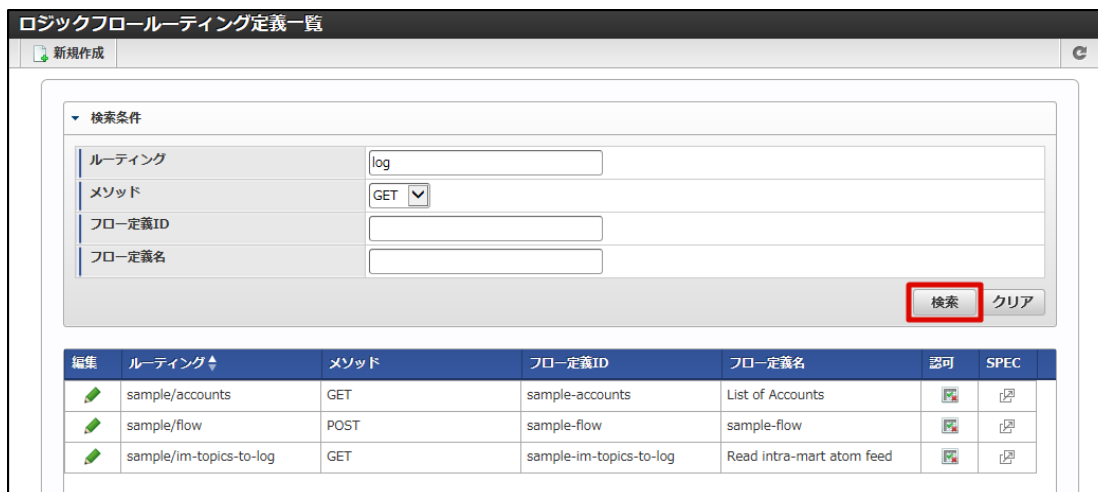 ロジックフロールーティング定義一覧
新規作成
検索条件
ルーティング log
メソッド GET
フロー定義ID
フロー定義名
検索 クリア
編集 ルーティング メソッド フロー定義ID フロー定義名 認可 SPEC
sample/accounts GET sample-accounts List of Accounts
sample/flow POST sample-flow sample-flow
sample/im-topics-to-log GET sample-im-topics-to-log Read intra-mart atom feed